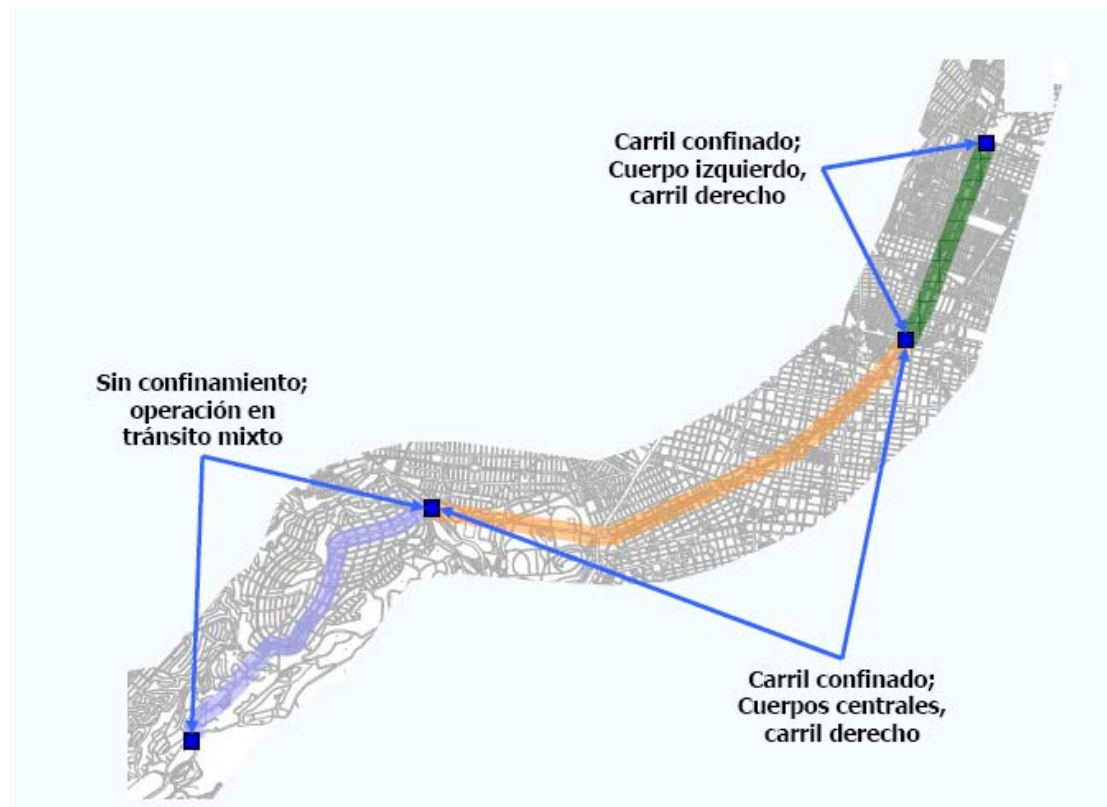 Carril confinado;
Cuerpo izquierdo,
carril derecho
Sin confinamiento;
operación en
tránsito mixto
Carril confinado;
Cuerpos centrales,
carril derecho